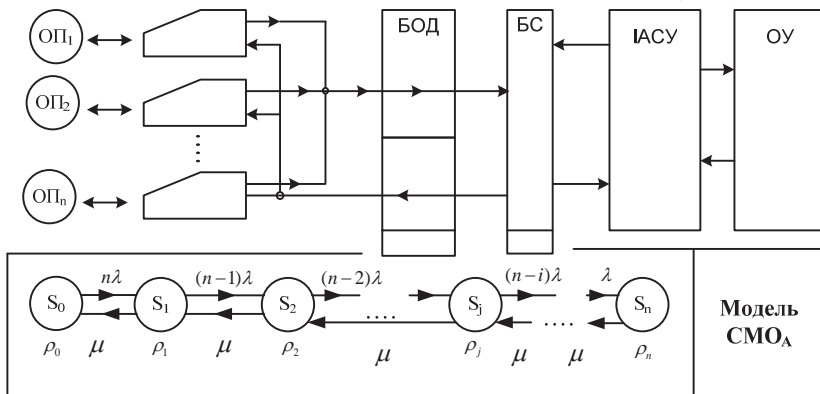 БОД БС ІАСУ ОУ
ОП1
ОП2
......
ОПn
nλ (n−1)λ (n−2)λ (n−i)λ λ
S0 S1 S2 Sj Sn
.... ....
ρ0 μ ρ1 μ ρ2 μ ρj μ μ ρn
Модель
СМОА